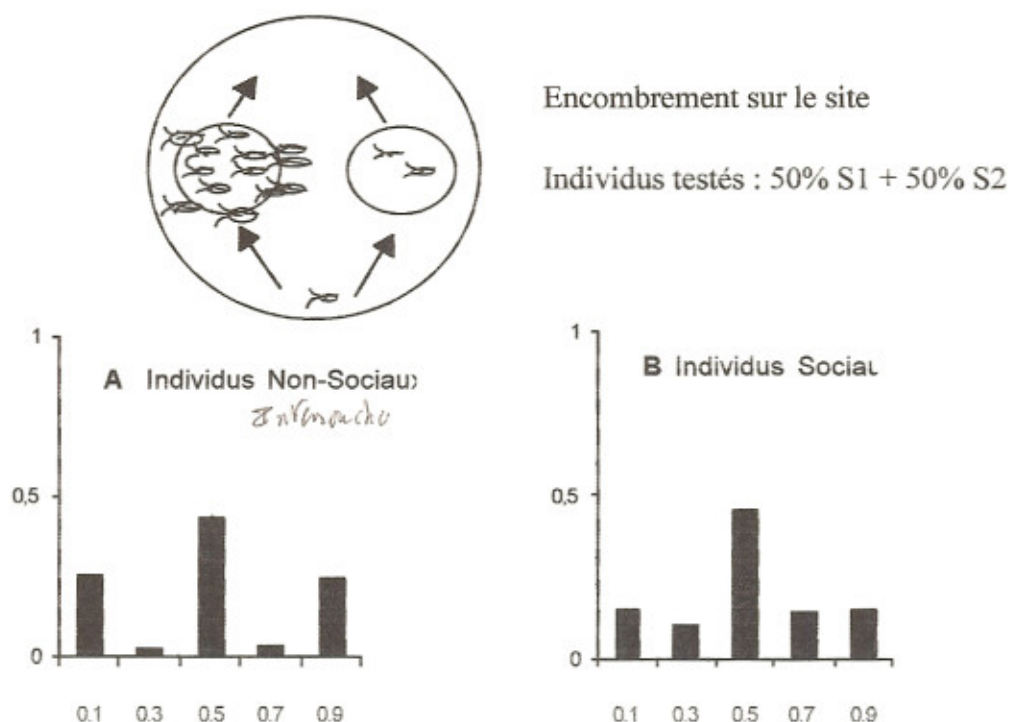 Encombrement sur le site
Individus testés : 50% S1 + 50% S2
1
A Individus Non-Sociaux
0,5
0
0.1 0.3 0.5 0.7 0.9
1
B Individus Social
0,5
0
0.1 0.3 0.5 0.7 0.9